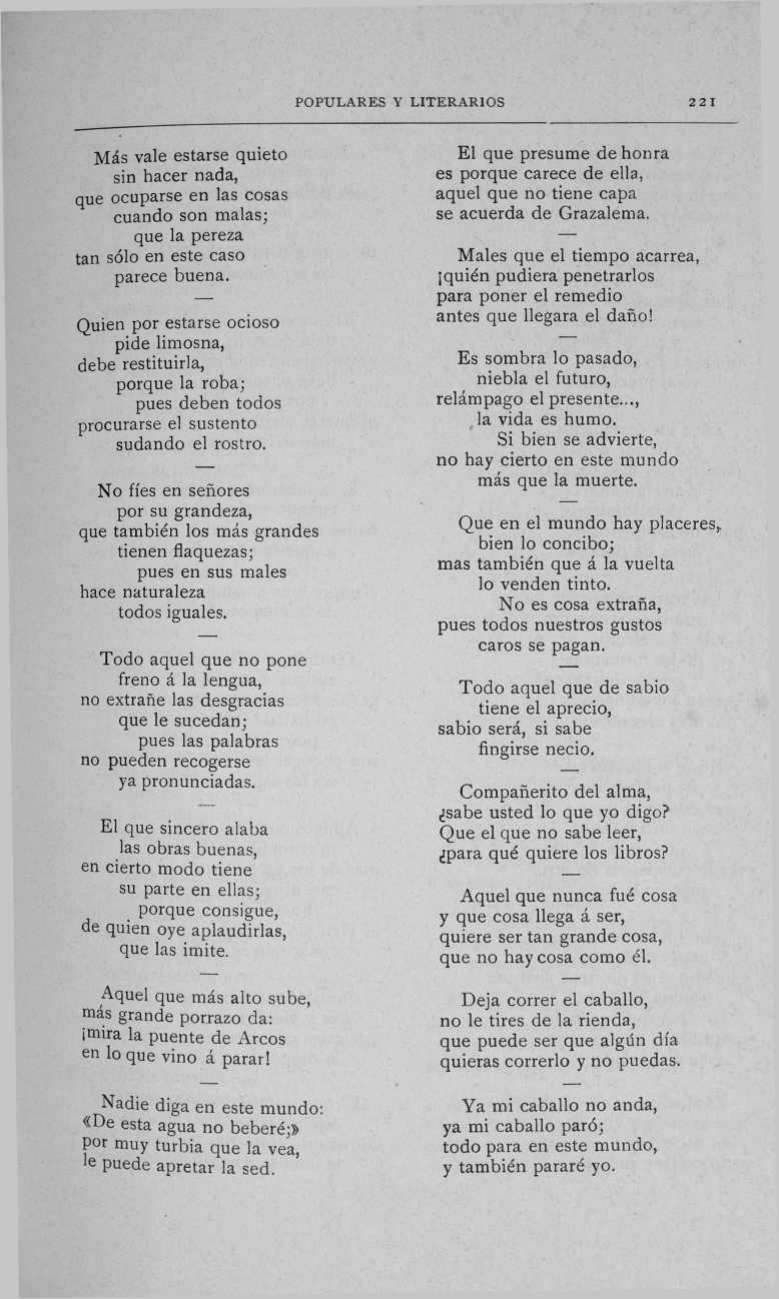 POPULARES Y LITERARIOS 221
Más vale estarse quieto
sin hacer nada,
que ocuparse en las cosas
cuando son malas;
que la pereza
tan sólo en este caso
parece buena.
—
Quien por estarse ocioso
pide limosna,
debe restituirla,
porque la roba;
pues deben todos
procurarse el sustento
sudando el rostro.
—
No fíes en señores
por su grandeza,
que también los más grandes
tienen flaquezas;
pues en sus males
hace naturaleza
todos iguales.
—
Todo aquel que no pone
freno á la lengua,
no extrañe las desgracias
que le sucedan;
pues las palabras
no pueden recogerse
ya pronunciadas.
—
El que sincero alaba
las obras buenas,
en cierto modo tiene
su parte en ellas;
porque consigue,
de quien oye aplaudirlas,
que las imite.
—
Aquel que más alto sube,
más grande porrazo da:
¡mira la puente de Arcos
en lo que vino á parar!
—
Nadie diga en este mundo:
«De esta agua no beberé;»
por muy turbia que la vea,
le puede apretar la sed.
El que presume de honra
es porque carece de ella,
aquel que no tiene capa
se acuerda de Grazalema.
—
Males que el tiempo acarrea,
¡quién pudiera penetrarlos
para poner el remedio
antes que llegara el daño!
—
Es sombra lo pasado,
niebla el futuro,
relámpago el presente...,
la vida es humo.
Si bien se advierte,
no hay cierto en este mundo
más que la muerte.
—
Que en el mundo hay placeres,
bien lo concibo;
mas también que á la vuelta
lo venden tinto.
No es cosa extraña,
pues todos nuestros gustos
caros se pagan.
—
Todo aquel que de sabio
tiene el aprecio,
sabio será, si sabe
fingirse necio.
—
Compañerito del alma,
¿sabe usted lo que yo digo?
Que el que no sabe leer,
¿para qué quiere los libros?
—
Aquel que nunca fué cosa
y que cosa llega á ser,
quiere ser tan grande cosa,
que no hay cosa como él.
—
Deja correr el caballo,
no le tires de la rienda,
que puede ser que algún día
quieras correrlo y no puedas.
—
Ya mi caballo no anda,
ya mi caballo paró;
todo para en este mundo,
y también pararé yo.